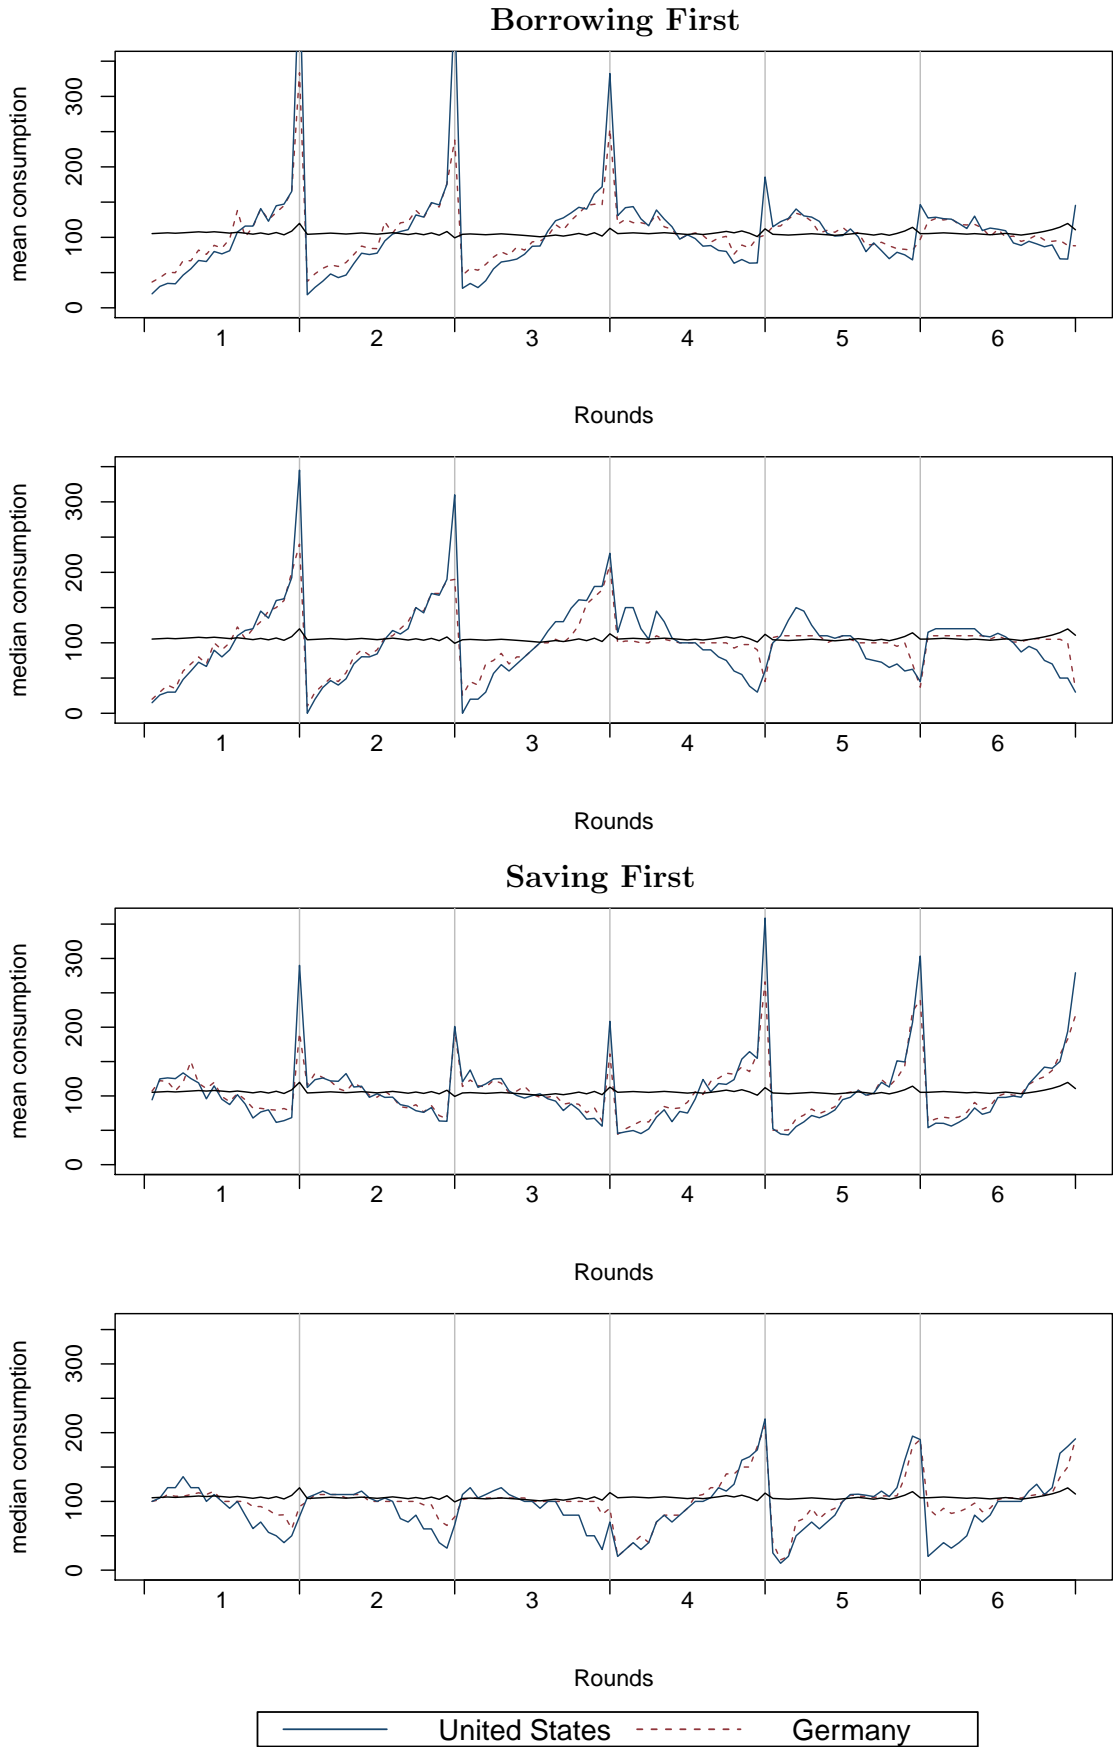 Borrowing First
mean consumption
300
200
100
0
1 2 3 4 5 6
Rounds
median consumption
300
200
100
0
1 2 3 4 5 6
Rounds
Saving First
mean consumption
300
200
100
0
1 2 3 4 5 6
Rounds
median consumption
300
200
100
0
1 2 3 4 5 6
Rounds
United States Germany